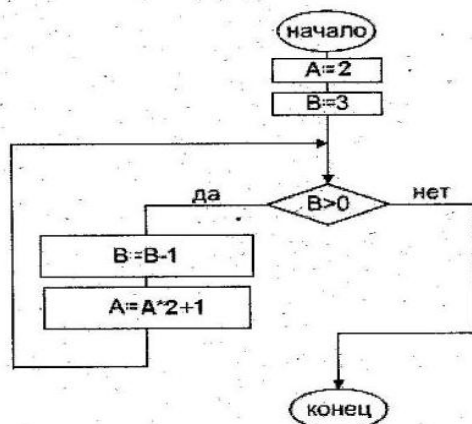 начало
A:=2
B:=3
B>0
да
нет
B:=B-1
A:=A*2+1
конец